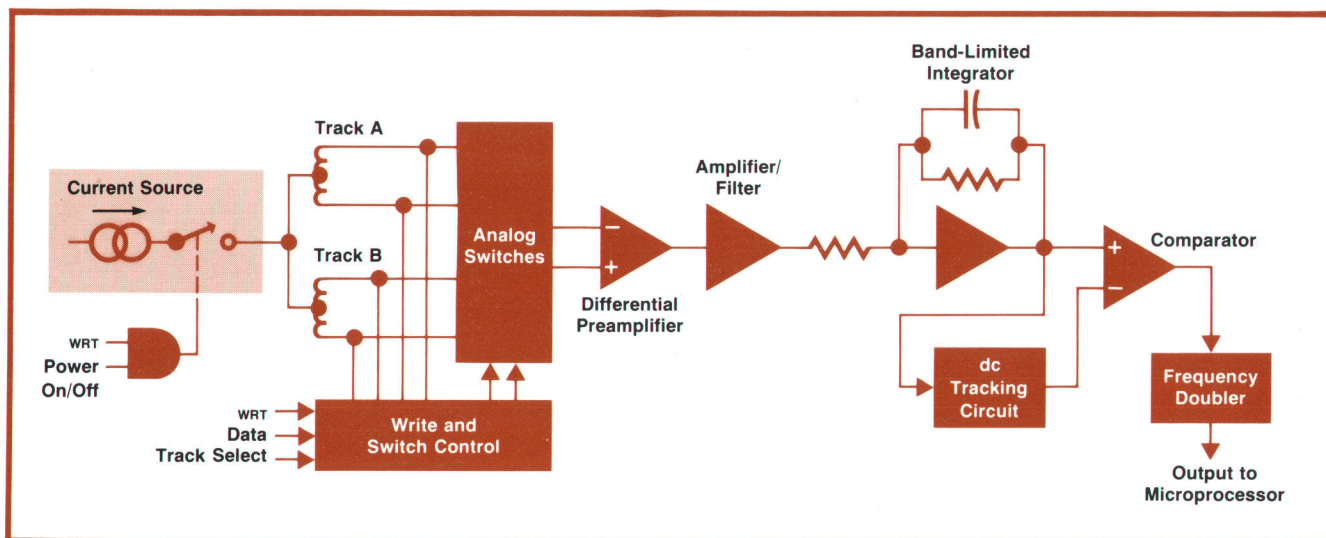 Band-Limited
Integrator
Track A
Amplifier/
Filter
Current Source
Analog
Switches
−
+
Differential
Preamplifier
+
−
Comparator
Track B
WRT
Power
On/Off
dc
Tracking
Circuit
Frequency
Doubler
WRT
Data
Track Select
Write and
Switch Control
Output to
Microprocessor